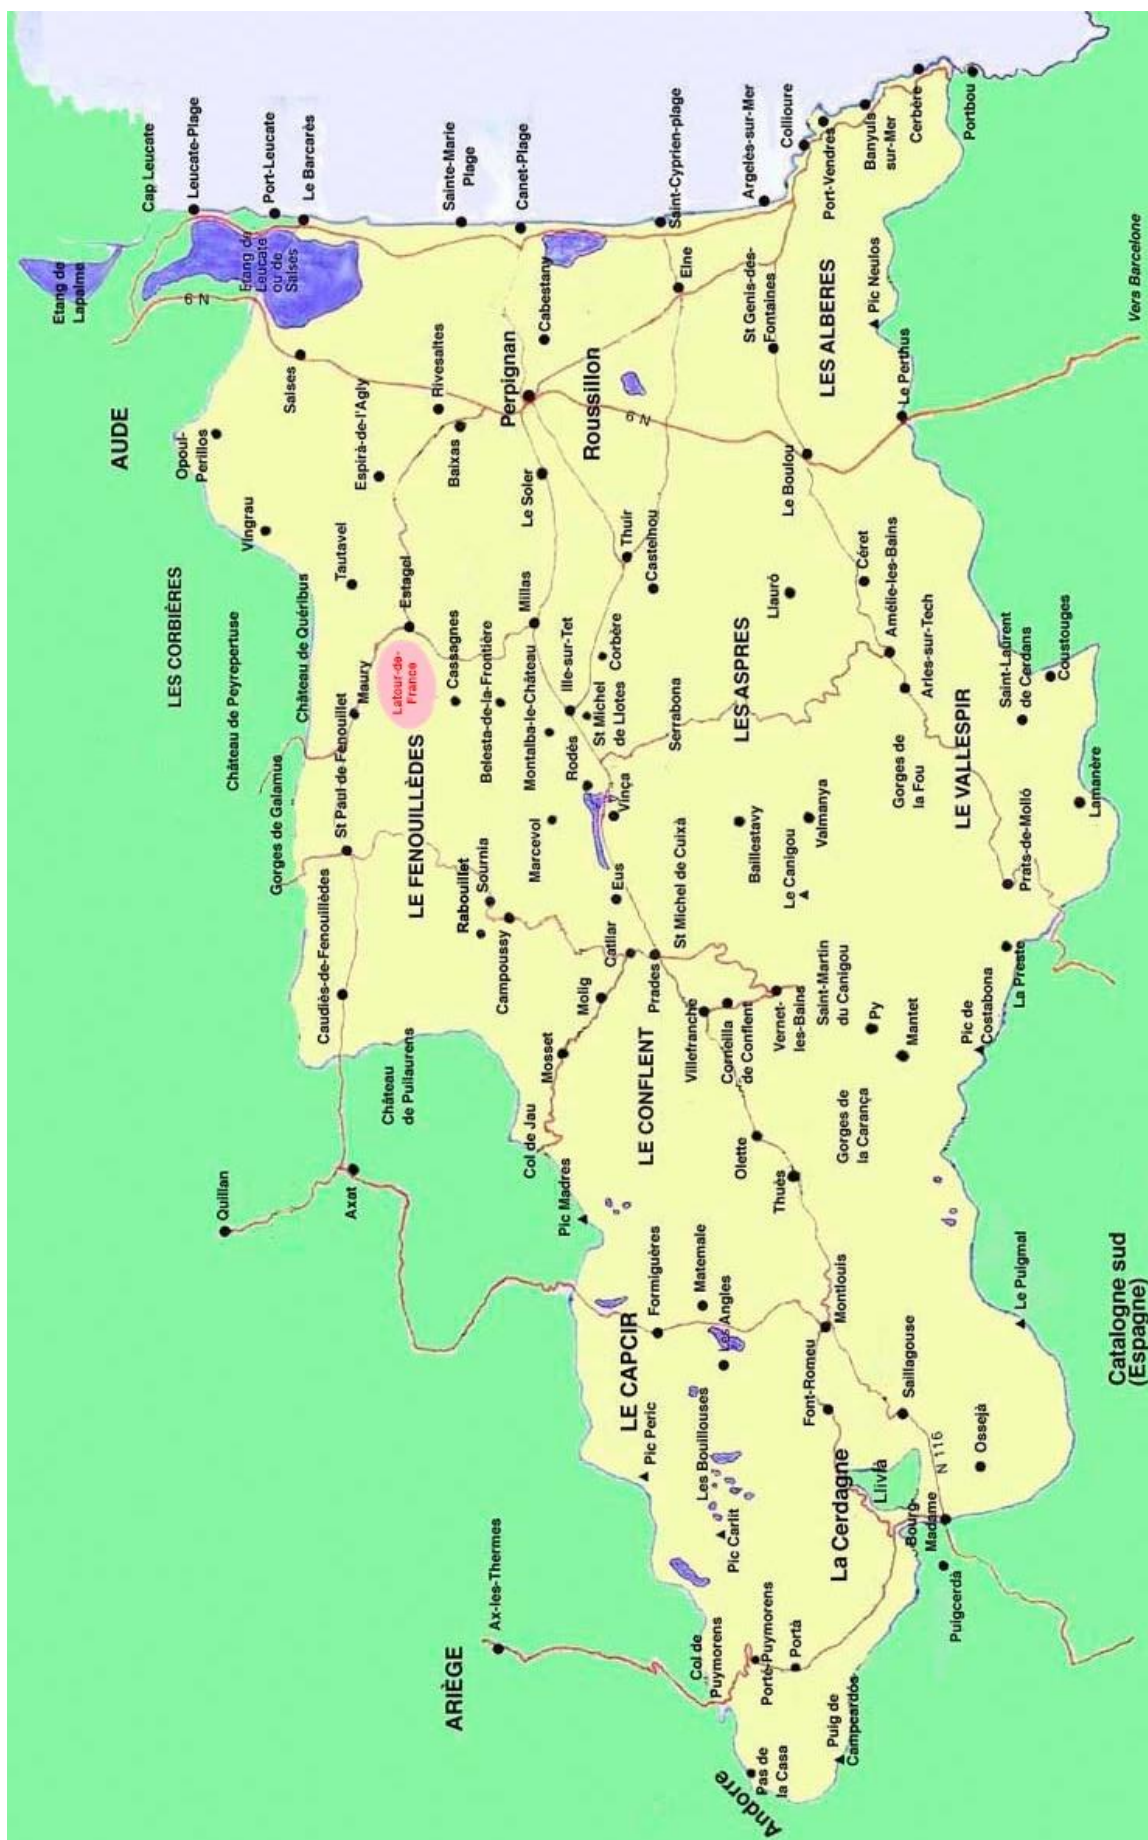 Etang de
Lapalme
Cap Leucate
Leucate-Plage
AUDE
LES CORBIÈRES
Opoul-
Périllos
N 9
Quillan
Château de Peyrepertuse
Vingrau
Port-Leucate
Etang de
Leucate
ou de
Salses
Gorges de Galamus
Château de Quéribus
Salses
Le Barcarès
Caudiès-de-Fenouillèdes
St Paul de Fenouillet
Tautavel
Axat
Maury
Espirà-de-l'Agly
Château
de Puilaurens
Latour-de-
France
Estagel
LE FENOUILLÈDES
Rivesaltes
ARIÈGE
Cassagnes
Baixas
Sainte-Marie
Plage
Rabouillet
Sournia
Belesta-de-la-Frontière
Ax-les-Thermes
Campoussy
Perpignan
Canet-Plage
Marcevol
Montalba-le-Château
Millas
Le Soler
Cabestany
Col de Jau
Mosset
Pic Madres
Molig
Rodès
Ille-sur-Tet
Roussillon
Catllar
Eus
Vinça
St Michel
de Llotes
Corbère
Thuir
N 9
LE CAPCIR
LE CONFLENT
Formiguères
Prades
Castelnou
Saint-Cyprien-plage
Pic Peric
St Michel de Cuixà
Serrabona
Elne
Matemale
Villefranche
Les Bouillouses
Les Angles
Corneilla
de Conflent
Col de
Puymorens
Pic Carlit
LES ASPRES
Baillestavy
Argelès-sur-Mer
St Genis-des-
Fontaines
Pas de
la Casa
Porté-Puymorens
Olette
Vernet-
les-Bains
Andorre
Portà
Thuès
Le Canigou
Llauró
Le Boulou
Collioure
Font-Romeu
Saint-Martin
du Canigou
Valmanya
LES ALBERES
Port-Vendres
Puig de
Campcardós
La Cerdagne
Montlouis
Gorges de
la Carança
Céret
Banyuls
sur-Mer
Llivià
Py
Pic Neulos
Amélie-les-Bains
Bourg-
Madame
Saillagouse
Mantet
Gorges de
la Fou
Arles-sur-Tech
Le Perthus
Cerbère
N 116
Puigcerdà
LE VALLESPIR
Ossejà
Pic de
Costabona
Portbou
La Preste
Prats-de-Molló
Saint-Laurent
de Cerdans
Le Puigmal
Coustouges
Lamanère
Catalogne sud
(Espagne)
Vers Barcelone